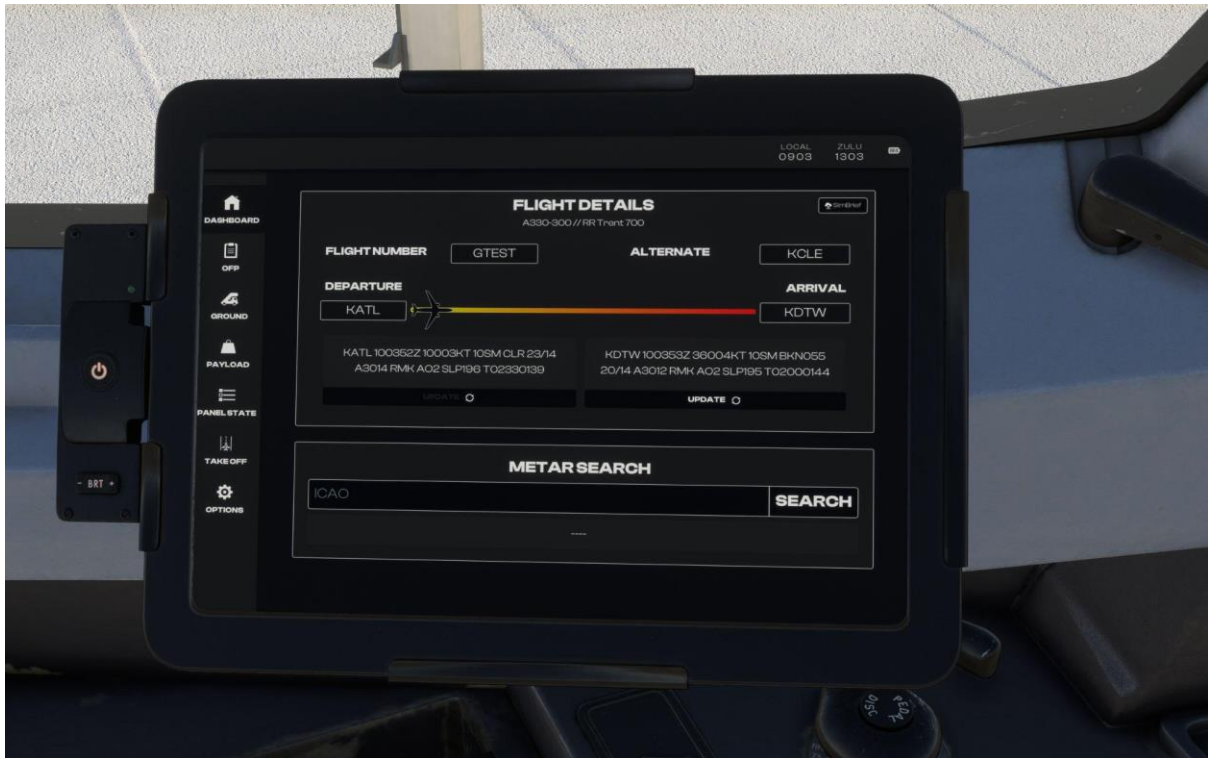 LOCAL ZULU
0903 1303
FLIGHT DETAILS
SimBrief
A330-300 // RR Trent 700
DASHBOARD
OFP
GROUND
PAYLOAD
PANEL STATE
TAKE OFF
OPTIONS
FLIGHT NUMBER GTEST ALTERNATE KCLE
DEPARTURE ARRIVAL
KATL KDTW
KATL 100352Z 10003KT 10SM CLR 23/14
A3014 RMK AO2 SLP196 T02330139
UPDATE
KDTW 100353Z 36004KT 10SM BKN055
20/14 A3012 RMK AO2 SLP195 T02000144
UPDATE
METAR SEARCH
ICAO SEARCH
----
- BRT +
DISC PEDAL